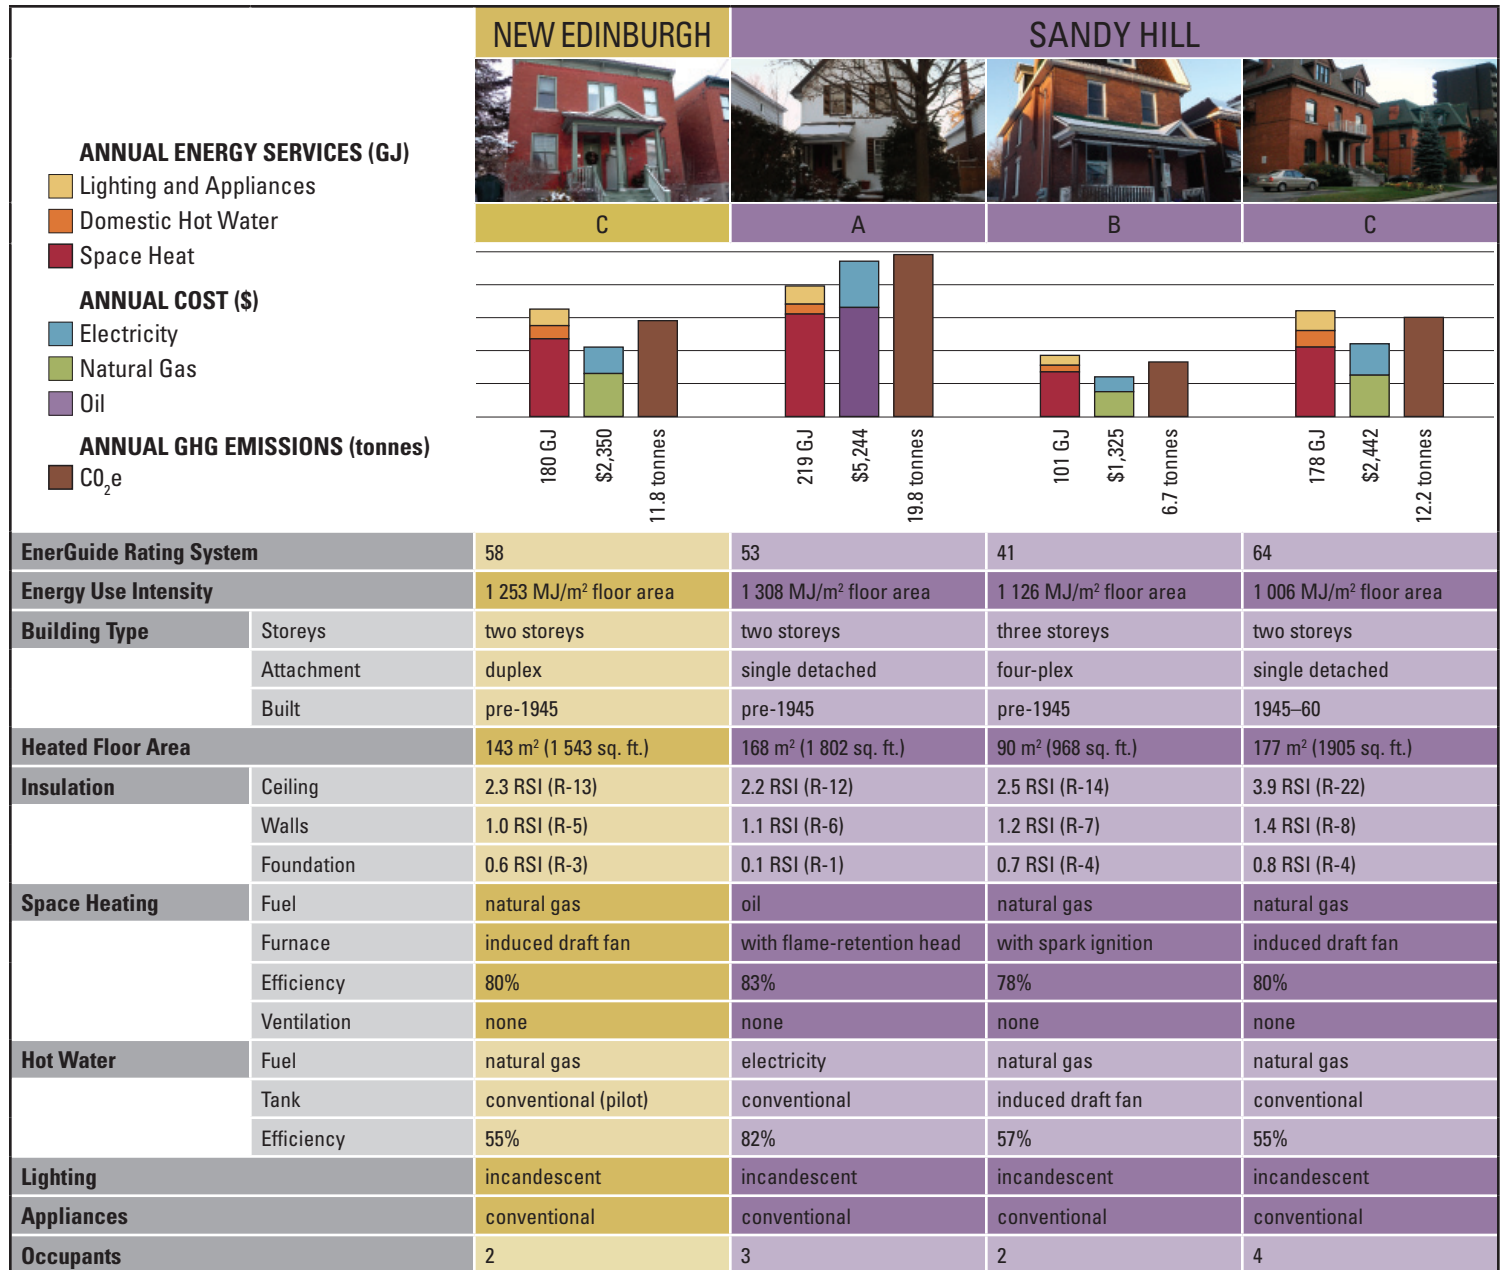 NEW EDINBURGH SANDY HILL
C A B C
ANNUAL ENERGY SERVICES (GJ)
Lighting and Appliances
Domestic Hot Water
Space Heat
ANNUAL COST ($)
Electricity
Natural Gas
Oil
ANNUAL GHG EMISSIONS (tonnes)
CO₂e
180 GJ $2,350 11.8 tonnes 219 GJ $5,244 19.8 tonnes 101 GJ $1,325 6.7 tonnes 178 GJ $2,442 12.2 tonnes
EnerGuide Rating System 58 53 41 64
Energy Use Intensity 1 253 MJ/m² floor area 1 308 MJ/m² floor area 1 126 MJ/m² floor area 1 006 MJ/m² floor area
Building Type Storeys two storeys two storeys three storeys two storeys
Attachment duplex single detached four-plex single detached
Built pre-1945 pre-1945 pre-1945 1945–60
Heated Floor Area 143 m² (1 543 sq. ft.) 168 m² (1 802 sq. ft.) 90 m² (968 sq. ft.) 177 m² (1905 sq. ft.)
Insulation Ceiling 2.3 RSI (R-13) 2.2 RSI (R-12) 2.5 RSI (R-14) 3.9 RSI (R-22)
Walls 1.0 RSI (R-5) 1.1 RSI (R-6) 1.2 RSI (R-7) 1.4 RSI (R-8)
Foundation 0.6 RSI (R-3) 0.1 RSI (R-1) 0.7 RSI (R-4) 0.8 RSI (R-4)
Space Heating Fuel natural gas oil natural gas natural gas
Furnace induced draft fan with flame-retention head with spark ignition induced draft fan
Efficiency 80% 83% 78% 80%
Ventilation none none none none
Hot Water Fuel natural gas electricity natural gas natural gas
Tank conventional (pilot) conventional induced draft fan conventional
Efficiency 55% 82% 57% 55%
Lighting incandescent incandescent incandescent incandescent
Appliances conventional conventional conventional conventional
Occupants 2 3 2 4